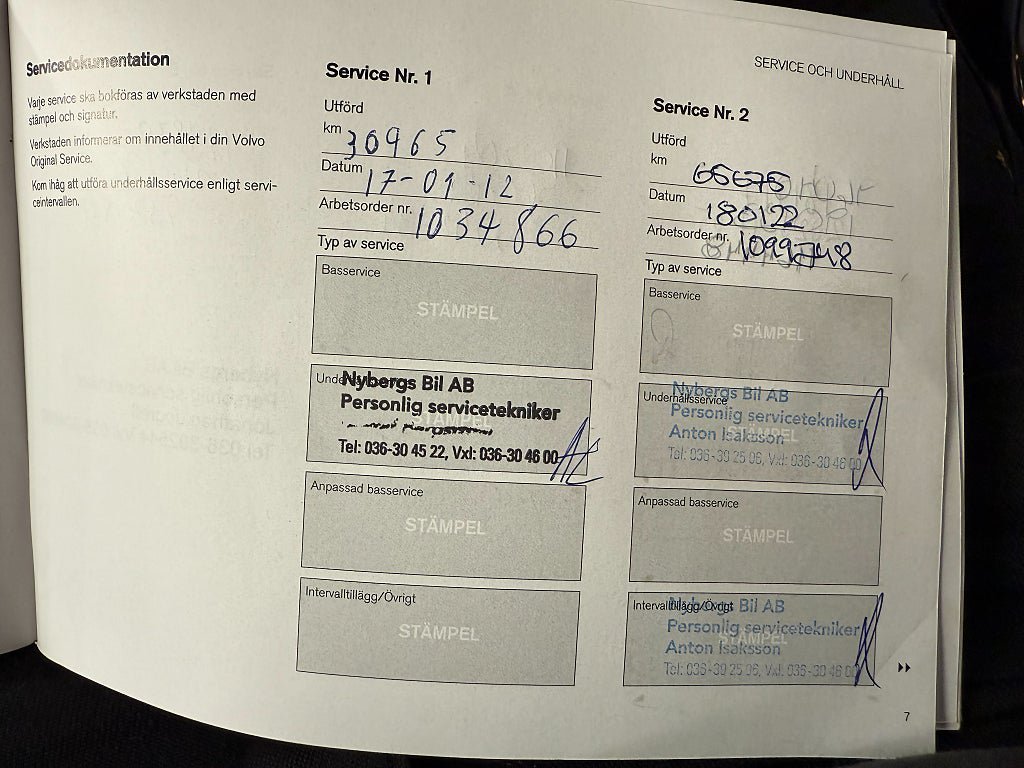 SERVICE OCH UNDERHÅLL
Servicedokumentation
Varje service ska bokföras av verkstaden med
stämpel och signatur.
Verkstaden informerar om innehållet i din Volvo
Original Service.
Kom ihåg att utföra underhållsservice enligt servi-
ceintervallen.
Service Nr. 1
Utförd
km 30965
Datum 17-01-12
Arbetsorder nr. 1034866
Typ av service
Basservice
STÄMPEL
Nybergs Bil AB
Personlig servicetekniker
STÄMPEL
Tel: 036-30 45 22, Vxl: 036-30 46 00
Anpassad basservice
STÄMPEL
Intervalltillägg/Övrigt
STÄMPEL
Service Nr. 2
Utförd
km 65675
Datum 180122
Arbetsorder nr. 1099748
Typ av service
Basservice
STÄMPEL
Nybergs Bil AB
Underhållsservice
Personlig servicetekniker
STÄMPEL
Anton Isaksson
Tel: 036-30 25 06, Vxl: 036-30 46 00
Anpassad basservice
STÄMPEL
Intervalltillägg/Övrigt
Nybergs Bil AB
Personlig servicetekniker
STÄMPEL
Anton Isaksson
Tel: 036-30 25 06, Vxl: 036-30 46 00
7